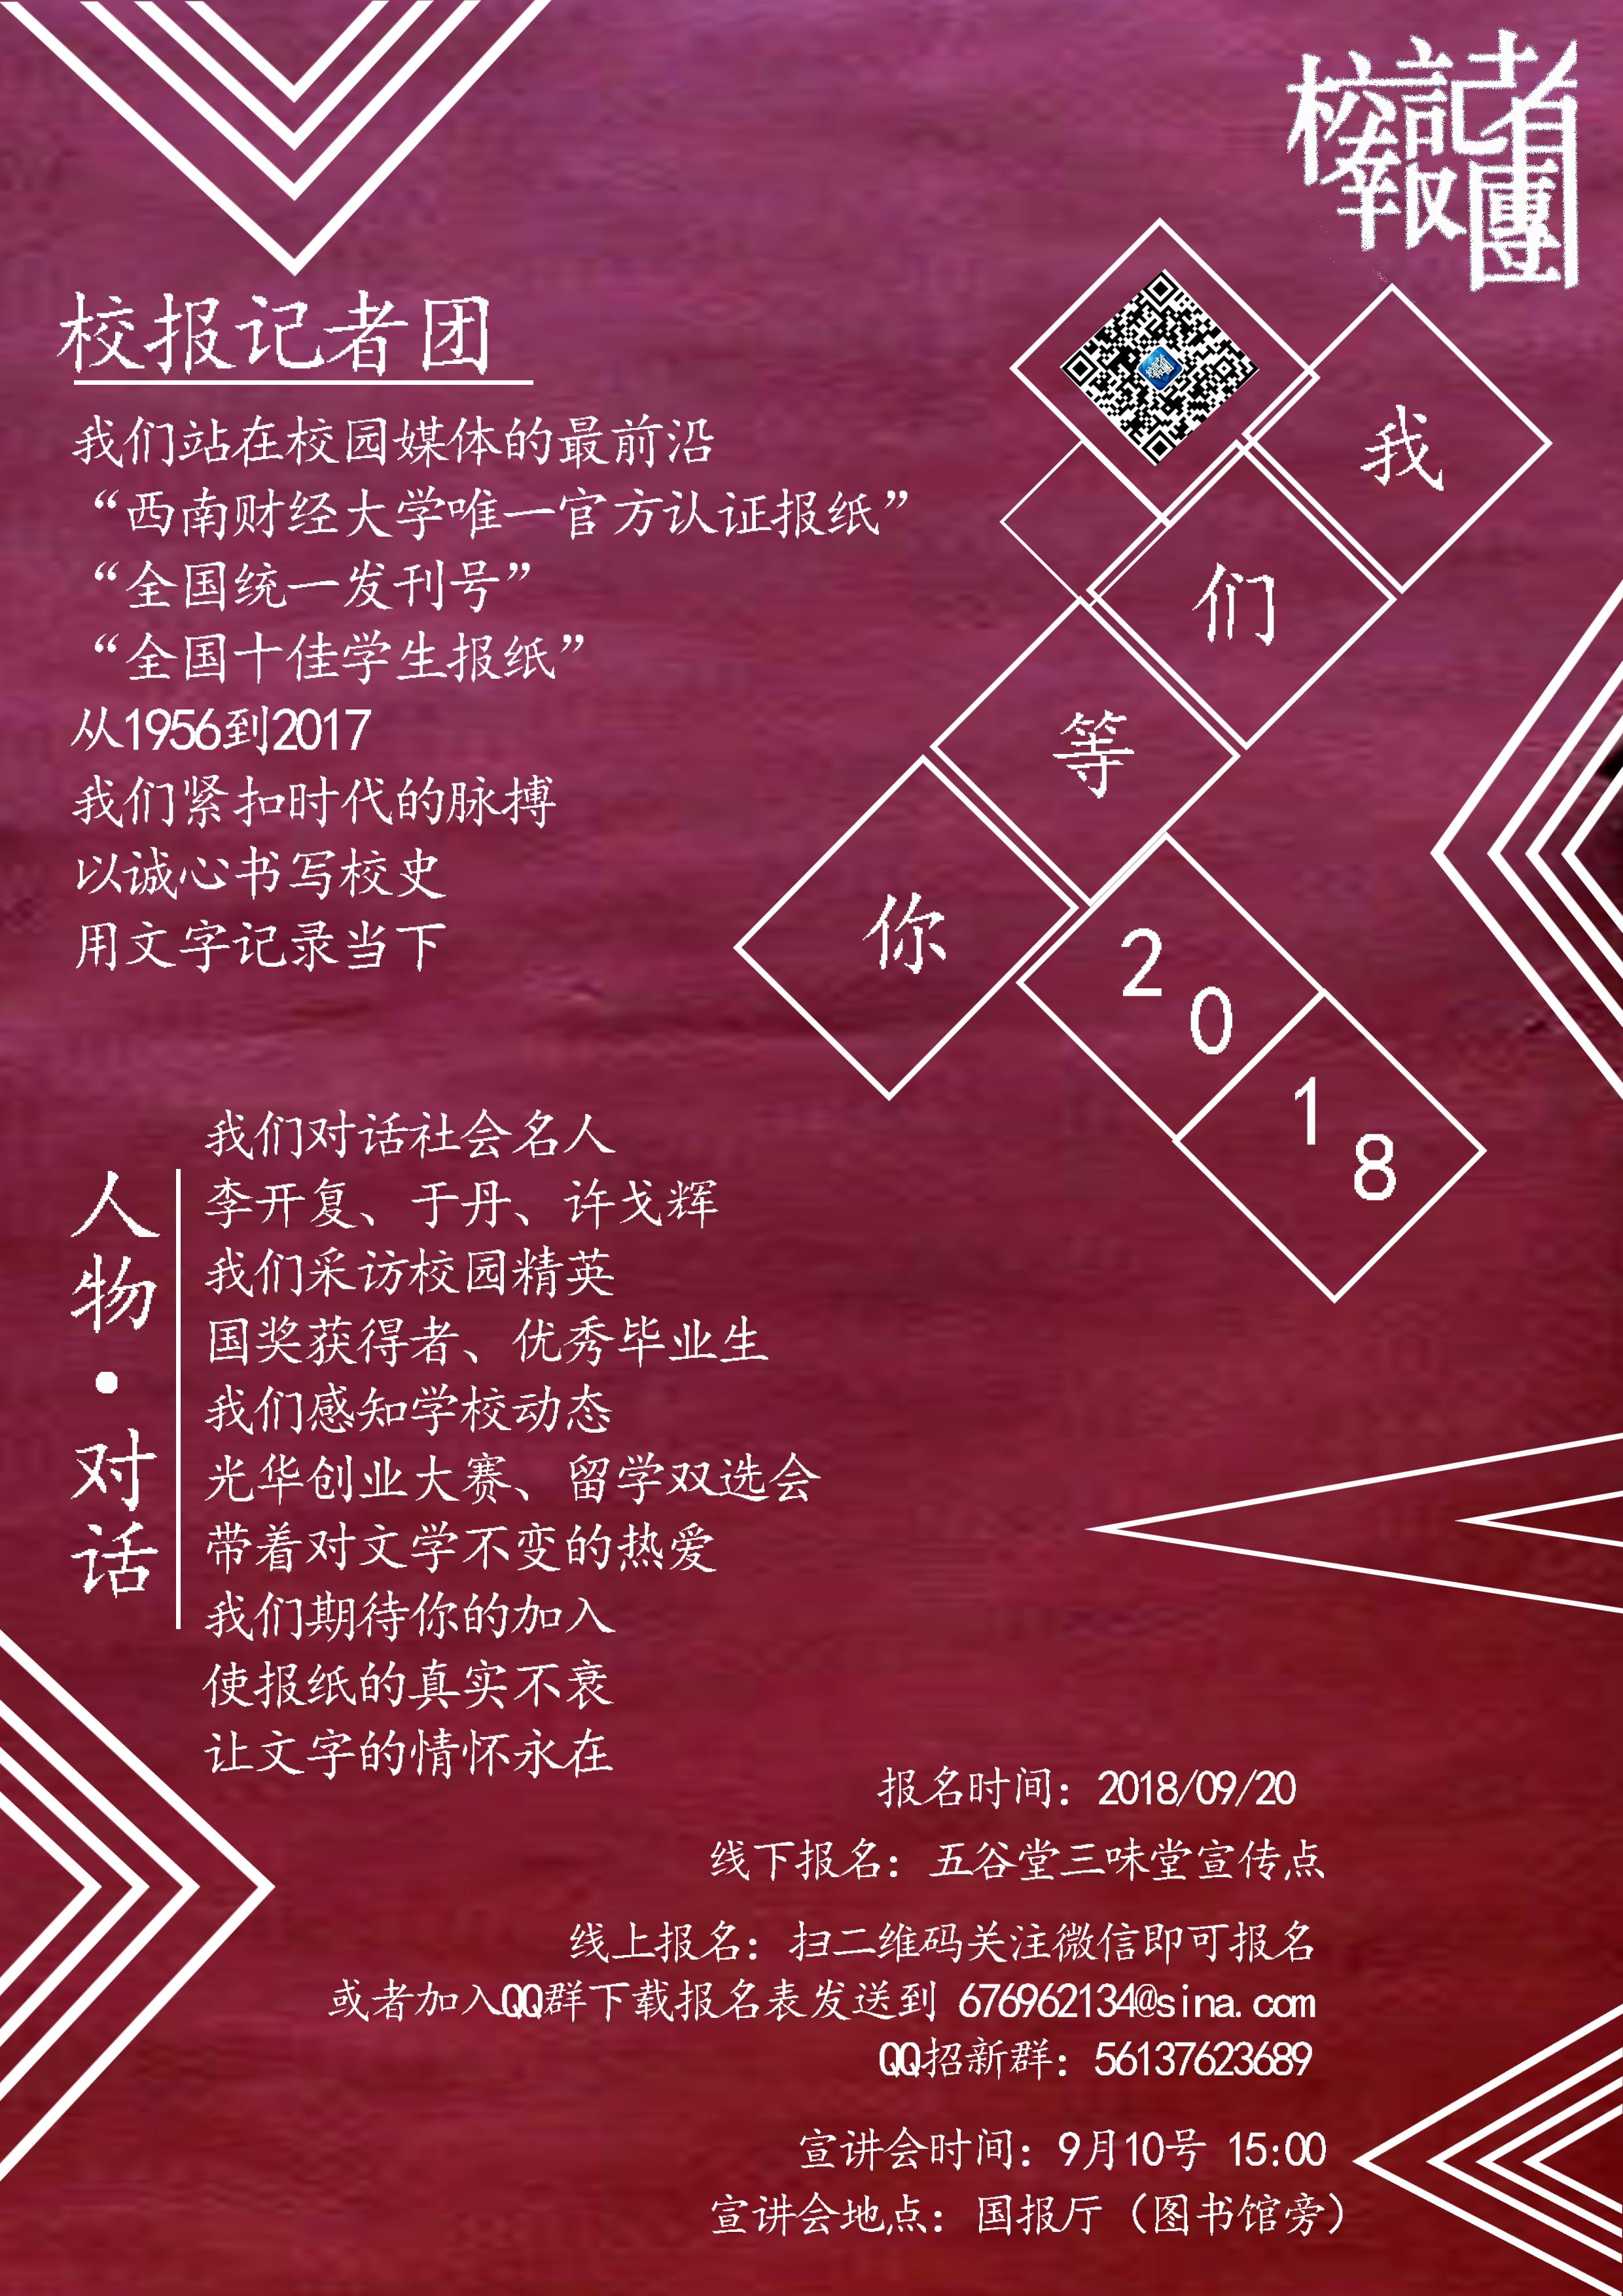 校記者報團
校报记者团
我们站在校园媒体的最前沿
“西南财经大学唯一官方认证报纸”
“全国统一发刊号”
“全国十佳学生报纸”
从1956到2017
我们紧扣时代的脉搏
以诚心书写校史
用文字记录当下
我
们
等
你
2018
人物·对话
我们对话社会名人
李开复、于丹、许戈辉
我们采访校园精英
国奖获得者、优秀毕业生
我们感知学校动态
光华创业大赛、留学双选会
带着对文学不变的热爱
我们期待你的加入
使报纸的真实不衰
让文字的情怀永在
报名时间：2018/09/20
线下报名：五谷堂三味堂宣传点
线上报名：扫二维码关注微信即可报名
或者加入QQ群下载报名表发送到 676962134@sina.com
QQ招新群：56137623689
宣讲会时间：9月10号 15:00
宣讲会地点：国报厅（图书馆旁）